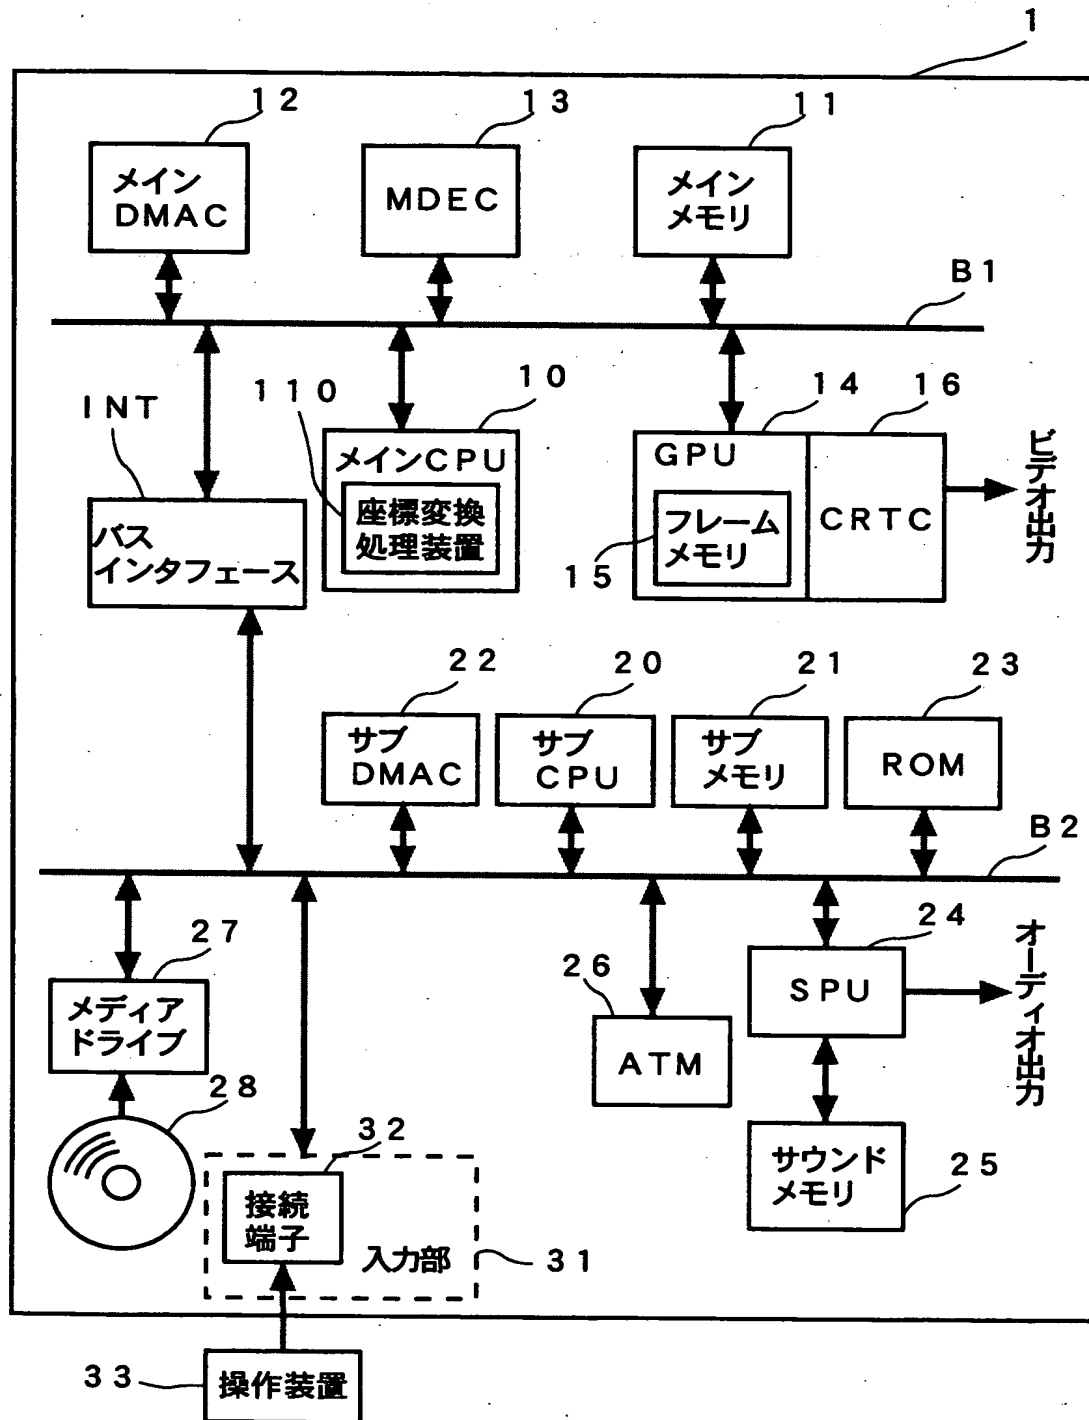 1
12
13
11
メイン
DMAC
MDEC
メイン
メモリ
B1
INT
110
10
14
16
メインCPU
座標変換
処理装置
GPU
フレーム
メモリ
15
CRTC
ビデオ出力
バス
インタフェース
22
20
21
23
サブ
DMAC
サブ
CPU
サブ
メモリ
ROM
B2
27
メディア
ドライブ
28
26
ATM
24
SPU
オーディオ出力
サウンド
メモリ
25
32
接続
端子
入力部
31
33
操作装置